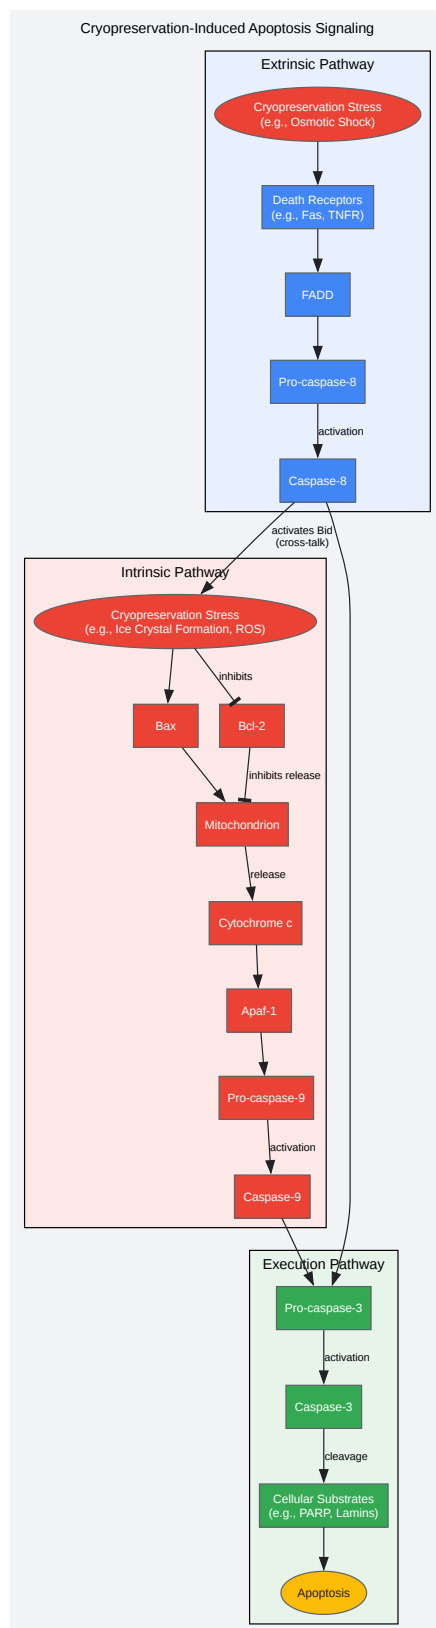 Cryopreservation-Induced Apoptosis Signaling
Extrinsic Pathway
Cryopreservation Stress
(e.g., Osmotic Shock)
Death Receptors
(e.g., Fas, TNFR)
FADD
Pro-caspase-8
activation
Caspase-8
activates Bid
(cross-talk)
Intrinsic Pathway
Cryopreservation Stress
(e.g., Ice Crystal Formation, ROS)
inhibits
Bax
Bcl-2
inhibits release
Mitochondrion
release
Cytochrome c
Apaf-1
Pro-caspase-9
activation
Caspase-9
Execution Pathway
Pro-caspase-3
activation
Caspase-3
cleavage
Cellular Substrates
(e.g., PARP, Lamins)
Apoptosis